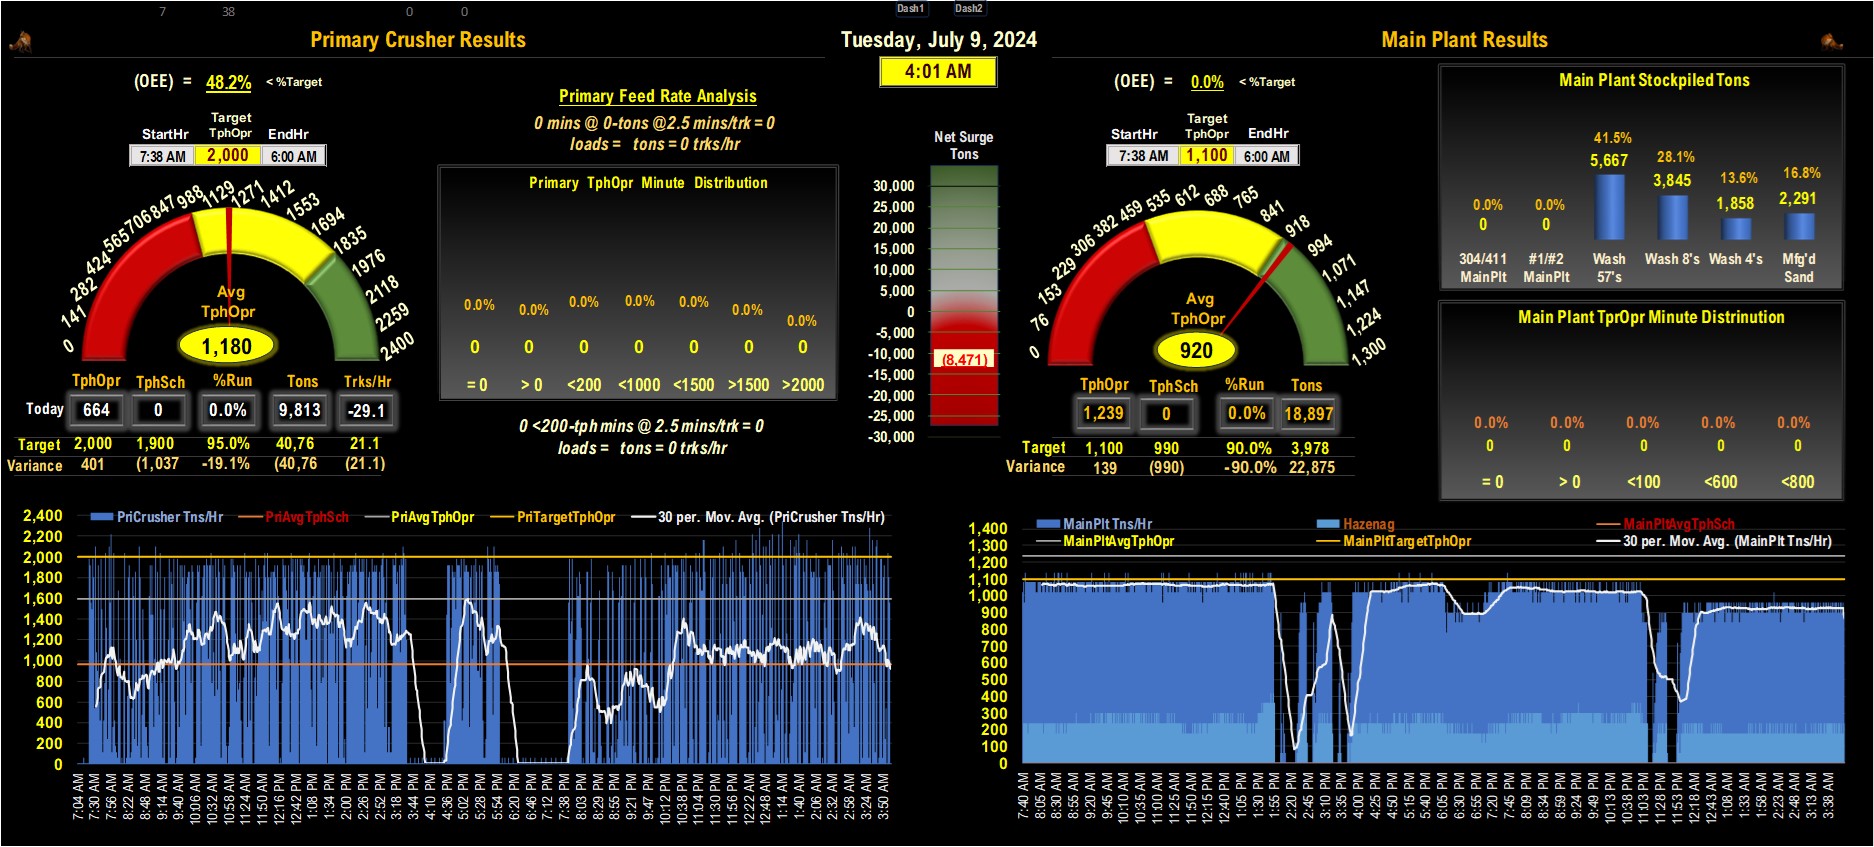 7 38 0 0
Dash1 Dash2
Primary Crusher Results
Tuesday, July 9, 2024
4:01 AM
Main Plant Results
(OEE) = 48.2% < %Target
Target
StartHr TphOpr EndHr
7:38 AM 2,000 6:00 AM
0 141 282 424 565 706 847 988 1129 1271 1412 1553 1694 1835 1976 2118 2259 2400
Avg
TphOpr
1,180
TphOpr TphSch %Run Tons Trks/Hr
Today 664 0 0.0% 9,813 -29.1
Target 2,000 1,900 95.0% 40,76 21.1
Variance 401 (1,037 -19.1% (40,76 (21.1)
Primary Feed Rate Analysis
0 mins @ 0-tons @2.5 mins/trk = 0
loads = tons = 0 trks/hr
Primary TphOpr Minute Distribution
0.0% 0.0% 0.0% 0.0% 0.0% 0.0% 0.0%
0 0 0 0 0 0 0
= 0 > 0 <200 <1000 <1500 >1500 >2000
0 <200-tph mins @ 2.5 mins/trk = 0
loads = tons = 0 trks/hr
Net Surge
Tons
30,000
25,000
20,000
15,000
10,000
5,000
0
-5,000
-10,000
(8,471)
-15,000
-20,000
-25,000
-30,000
(OEE) = 0.0% < %Target
Target
StartHr TphOpr EndHr
7:38 AM 1,100 6:00 AM
0 76 153 229 306 382 459 535 612 688 765 841 918 994 1,071 1,147 1,224 1,300
Avg
TphOpr
920
TphOpr TphSch %Run Tons
1,239 0 0.0% 18,897
Target 1,100 990 90.0% 3,978
Variance 139 (990) -90.0% 22,875
Main Plant Stockpiled Tons
0.0% 0.0% 41.5% 28.1% 13.6% 16.8%
0 0 5,667 3,845 1,858 2,291
304/411 #1/#2 Wash Wash 8's Wash 4's Mfg'd
MainPlt MainPlt 57's Sand
Main Plant TprOpr Minute Distrinution
0.0% 0.0% 0.0% 0.0% 0.0%
0 0 0 0 0
= 0 > 0 <100 <600 <800
PriCrusher Tns/Hr PriAvgTphSch PriAvgTphOpr PriTargetTphOpr 30 per. Mov. Avg. (PriCrusher Tns/Hr)
2,400
2,200
2,000
1,800
1,600
1,400
1,200
1,000
800
600
400
200
0
7:04 AM 7:30 AM 7:56 AM 8:22 AM 8:48 AM 9:14 AM 9:40 AM 10:06 AM 10:32 AM 10:58 AM 11:24 AM 11:50 AM 12:16 PM 12:42 PM 1:08 PM 1:34 PM 2:00 PM 2:26 PM 2:52 PM 3:18 PM 3:44 PM 4:10 PM 4:36 PM 5:02 PM 5:28 PM 5:54 PM 6:20 PM 6:46 PM 7:12 PM 7:38 PM 8:03 PM 8:29 PM 8:55 PM 9:21 PM 9:47 PM 10:12 PM 10:38 PM 11:04 PM 11:30 PM 11:56 PM 12:22 AM 12:48 AM 1:14 AM 1:40 AM 2:06 AM 2:32 AM 2:58 AM 3:24 AM 3:50 AM
MainPlt Tns/Hr Hazenag MainPltAvgTphSch
MainPltAvgTphOpr MainPltTargetTphOpr 30 per. Mov. Avg. (MainPlt Tns/Hr)
1,400
1,300
1,200
1,100
1,000
900
800
700
600
500
400
300
200
100
0
7:40 AM 8:05 AM 8:30 AM 8:55 AM 9:20 AM 9:45 AM 10:10 AM 10:35 AM 11:00 AM 11:25 AM 11:50 AM 12:15 PM 12:40 PM 1:05 PM 1:30 PM 1:55 PM 2:20 PM 2:45 PM 3:10 PM 3:35 PM 4:00 PM 4:25 PM 4:50 PM 5:15 PM 5:40 PM 6:05 PM 6:30 PM 6:55 PM 7:20 PM 7:45 PM 8:09 PM 8:34 PM 8:59 PM 9:24 PM 9:49 PM 10:13 PM 10:38 PM 11:03 PM 11:28 PM 11:53 PM 12:18 AM 12:43 AM 1:08 AM 1:33 AM 1:58 AM 2:23 AM 2:48 AM 3:13 AM 3:38 AM